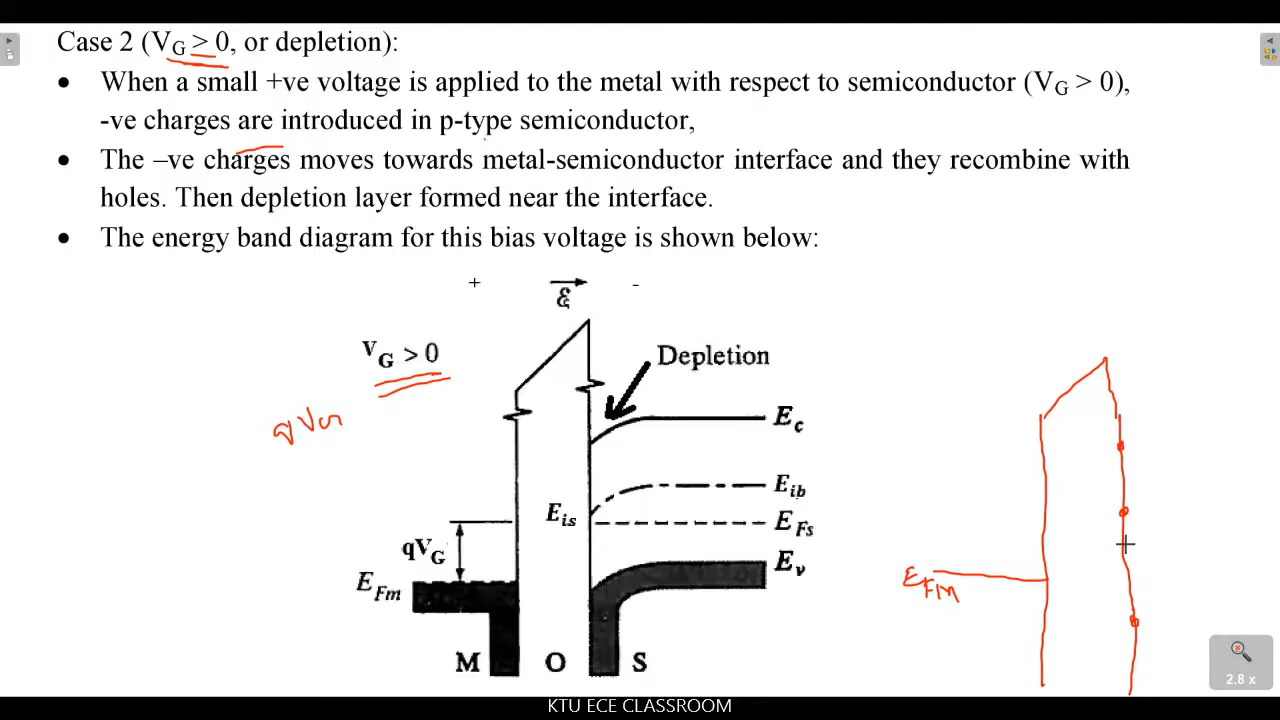 Case 2 (VG > 0, or depletion):
• When a small +ve voltage is applied to the metal with respect to semiconductor (VG > 0),
-ve charges are introduced in p-type semiconductor,
• The –ve charges moves towards metal-semiconductor interface and they recombine with
holes. Then depletion layer formed near the interface.
• The energy band diagram for this bias voltage is shown below:
+ ℰ -
VG > 0
Depletion
Ec
Eib
Eis
EFs
qVG
Ev
EFm
EFM
M O S
2.8 x
KTU ECE CLASSROOM